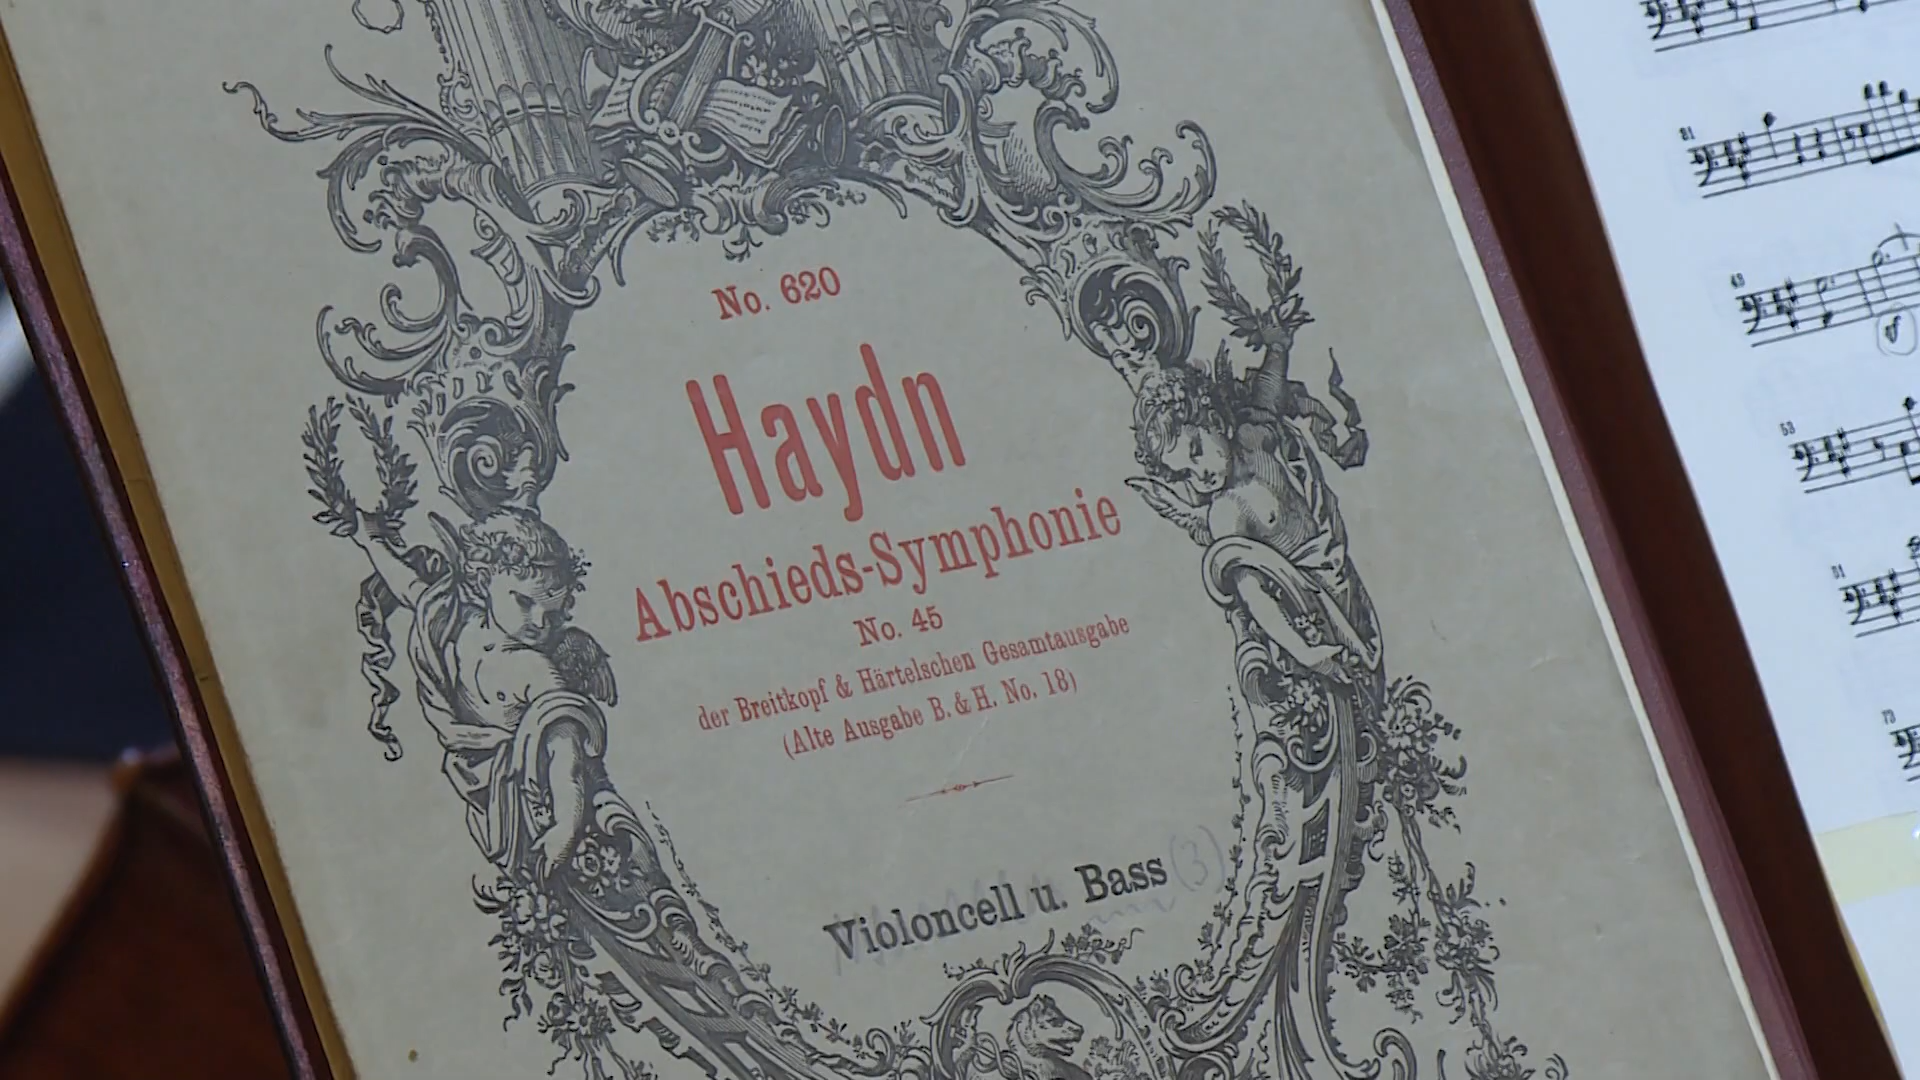 No. 620
Haydn
Abschieds-Symphonie
No. 45
der Breitkopf & Härtelschen Gesamtausgabe
(Alte Ausgabe B. & H. No. 18)
Violoncell u. Bass (3)